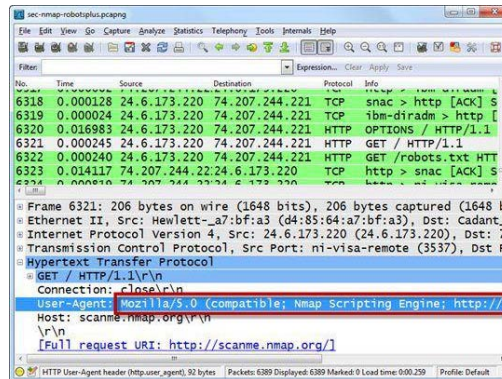 sec-nmap-robotsplus.pcapng
File Edit View Go Capture Analyze Statistics Telephony Tools Internals Help
Filter: Expression... Clear Apply Save
No. Time Source Destination Protocol Info
6318 0.000128 24.6.173.220 74.207.244.221 TCP snac > http [ACK] S
6319 0.000024 24.6.173.220 74.207.244.221 TCP ibm-diradm > http [
6320 0.016983 24.6.173.220 74.207.244.221 HTTP OPTIONS / HTTP/1.1
6321 0.000245 24.6.173.220 74.207.244.221 HTTP GET / HTTP/1.1
6322 0.000240 24.6.173.220 74.207.244.221 HTTP GET /robots.txt HTT
6323 0.014117 74.207.244.22 24.6.173.220 TCP http > snac [ACK] S
Frame 6321: 206 bytes on wire (1648 bits), 206 bytes captured (1648 b
Ethernet II, Src: Hewlett-_a7:bf:a3 (d4:85:64:a7:bf:a3), Dst: Cadant_
Internet Protocol Version 4, Src: 24.6.173.220 (24.6.173.220), Dst: 7
Transmission Control Protocol, Src Port: ni-visa-remote (3537), Dst
Hypertext Transfer Protocol
GET / HTTP/1.1\r\n
Connection: close\r\n
User-Agent: Mozilla/5.0 (compatible; Nmap Scripting Engine; http://
Host: scanme.nmap.org\r\n
\r\n
[Full request URI: http://scanme.nmap.org/]
HTTP User-Agent header (http.user_agent), 92 bytes Packets: 6389 Displayed: 6389 Marked: 0 Load time: 0:00.259 Profile: Default